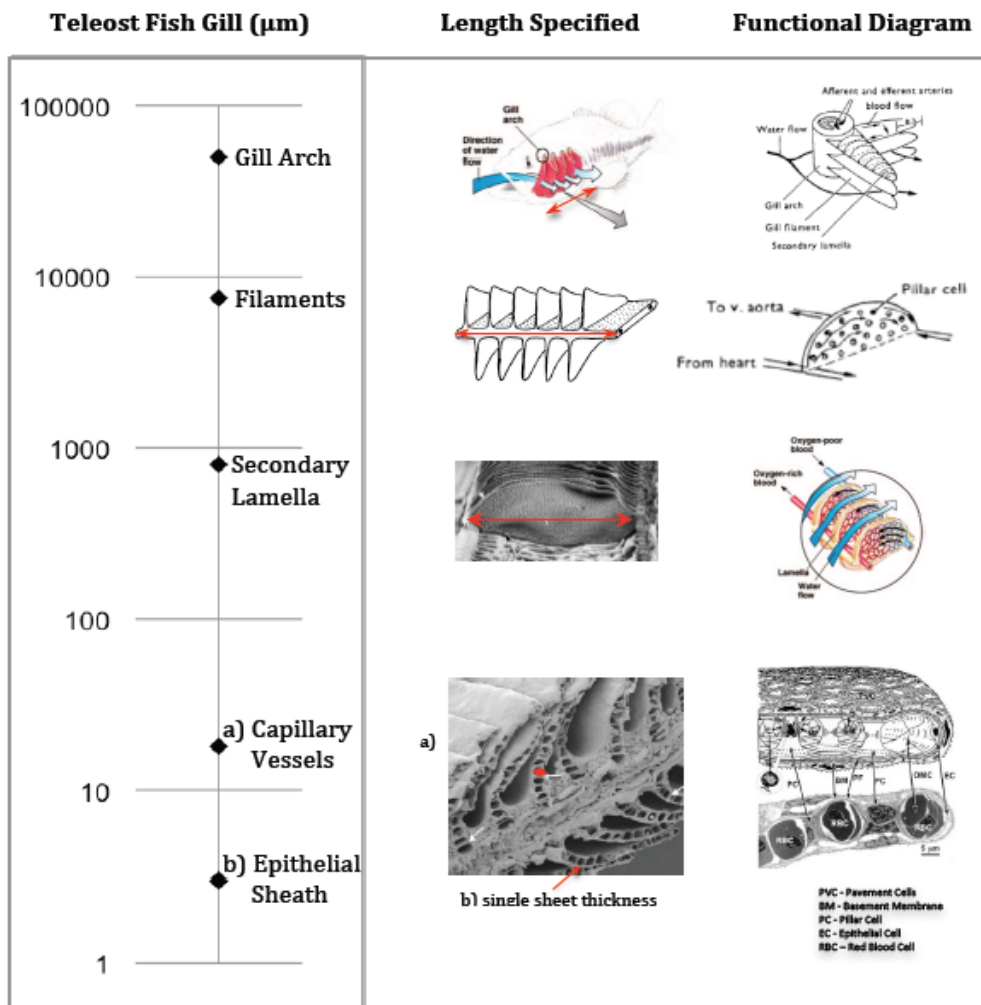 Teleost Fish Gill (μm)
Length Specified
Functional Diagram
100000
Gill Arch
10000
Filaments
1000
Secondary
Lamella
100
a) Capillary
Vessels
10
b) Epithelial
Sheath
1
Gill
arch
Direction
of water
flow
Afferent and efferent arteries
blood flow
Water flow
Gill arch
Gill filament
Secondary lamella
Pillar cell
To v. aorta
From heart
Oxygen-poor
blood
Oxygen-rich
blood
Lamella
Water
flow
a)
b) single sheet thickness
PVC
PC
BM
PF
PC
EC
RBC
RBC
RBC
5 μm
PVC - Pavement Cells
BM - Basement Membrane
PC - Pillar Cell
EC - Epithelial Cell
RBC – Red Blood Cell